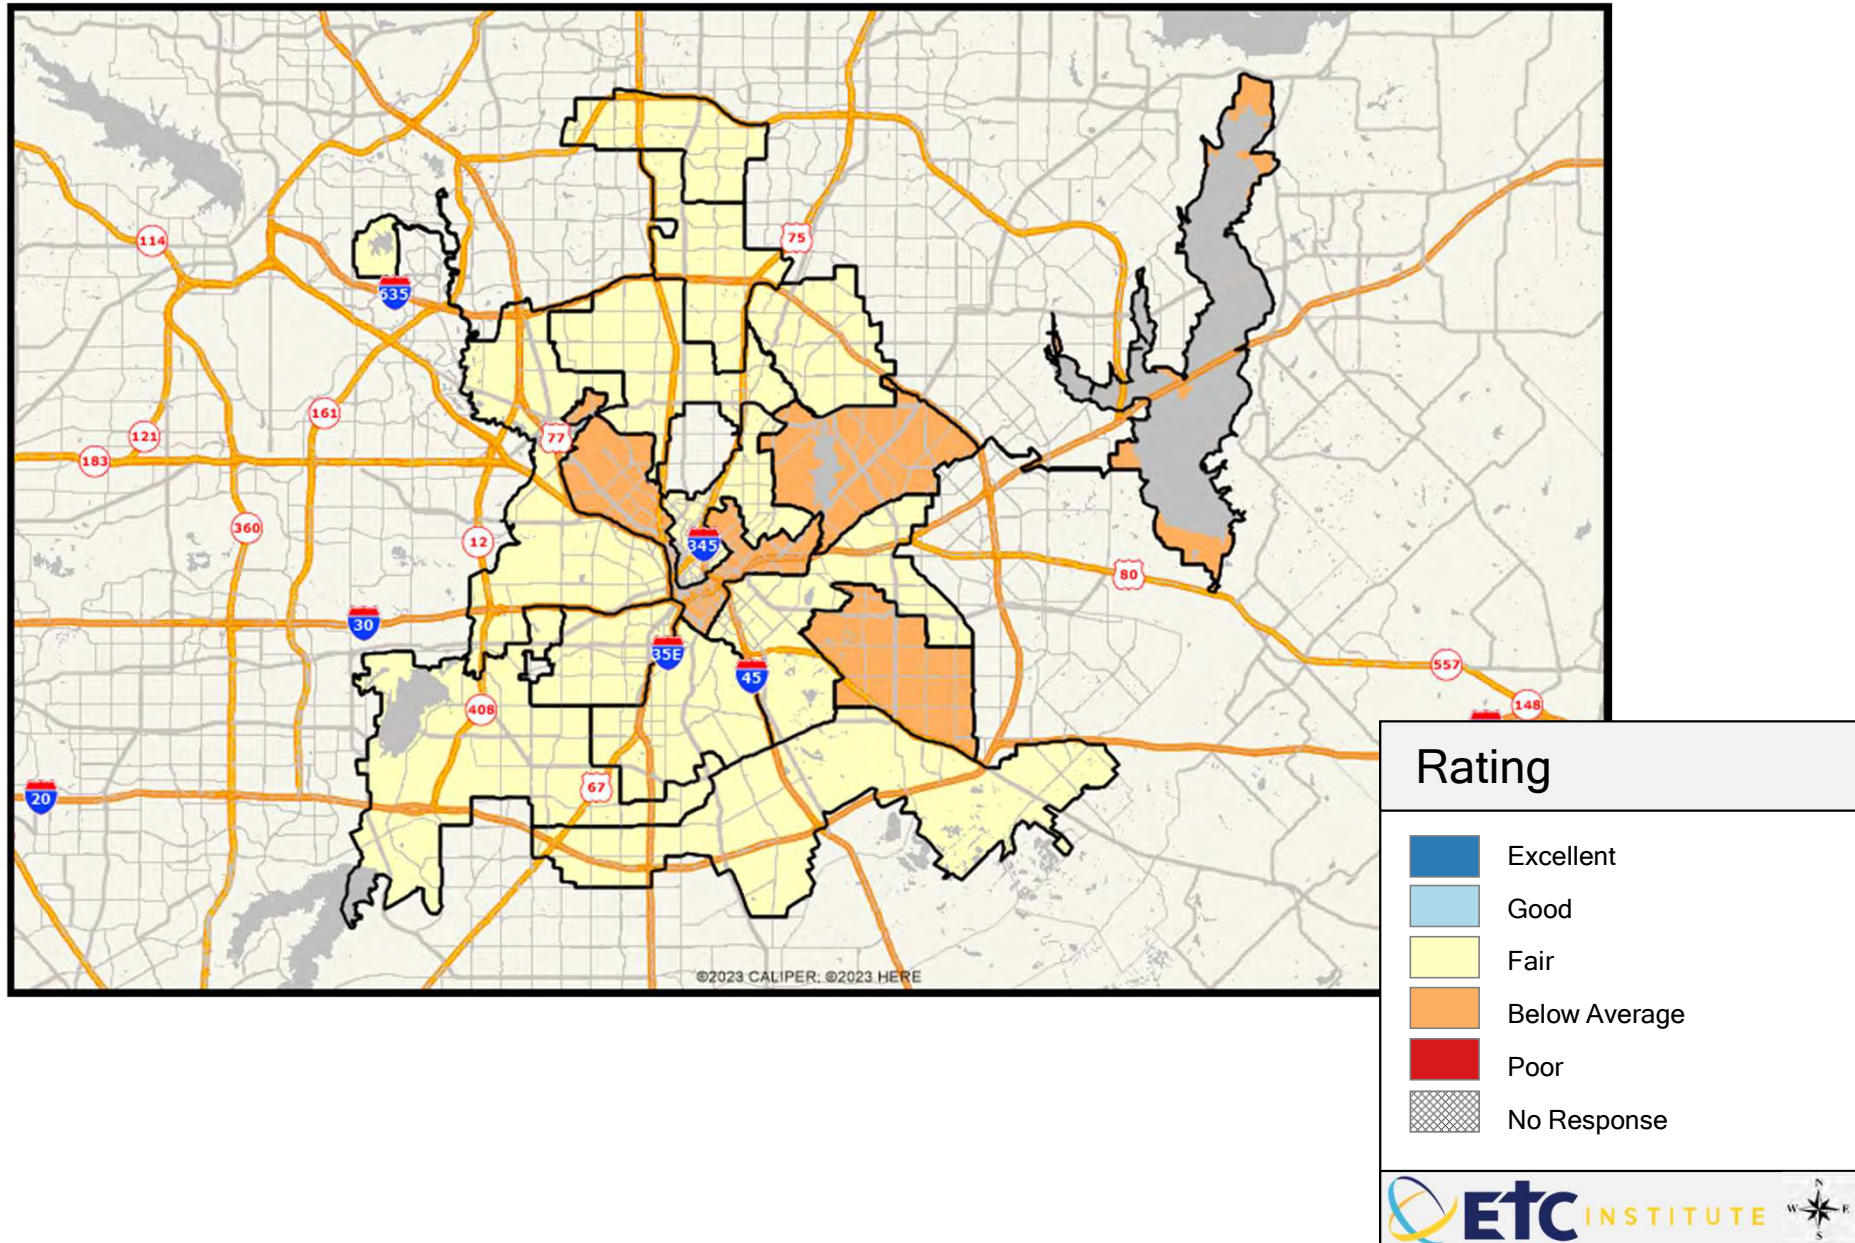 75
114
635
161
121
77
183
360
12
345
80
30
35E
45
557
408
148
67
20
©2023 CALIPER; ©2023 HERE
Rating
Excellent
Good
Fair
Below Average
Poor
No Response
ETC INSTITUTE
N
W E
S